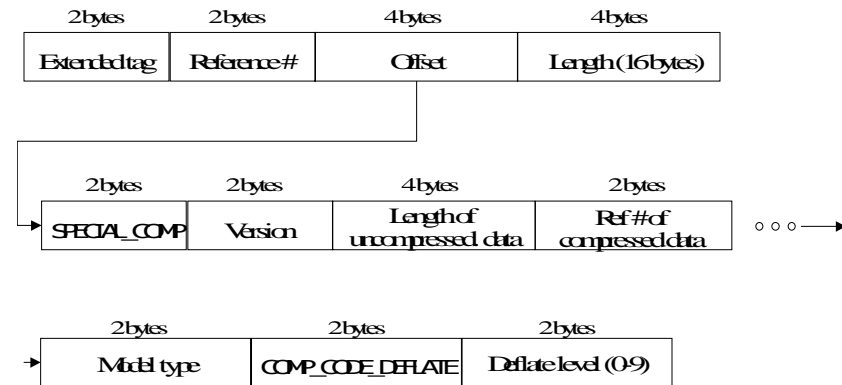 2bytes 2bytes 4bytes 4bytes
Extended tag Reference # Offset Length (16 bytes)
2bytes 2bytes 4bytes 2bytes
SPECIAL_COMP Version Length of uncompressed data Ref # of compressed data
2bytes 2bytes 2bytes
Model type COMP_CODE_DEFLATE Deflate level (0-9)